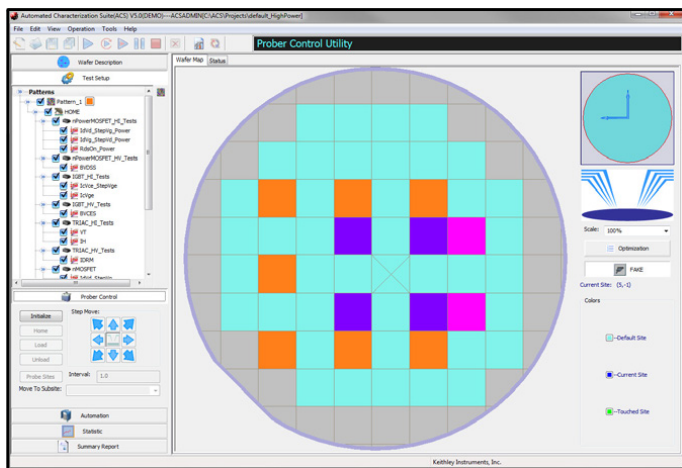 Automated Characterization Suite(ACS) V5.0(DEMO)---ACSADMIN[C:\ACS\Projects\default_HighPower]
File Edit View Operation Tools Help
Prober Control Utility
Wafer Description
Test Setup
Patterns
Pattern_1
HOME
nPowerMOSFET_HI_Tests
IdVd_StepVg_Power
IdVg_StepVd_Power
RdsOn_Power
nPowerMOSFET_HV_Tests
BVDSS
IGBT_HI_Tests
IcVce_StepVge
IcVge
IGBT_HV_Tests
BVCES
TRIAC_HI_Tests
VT
IH
TRIAC_HV_Tests
IDRM
nMOSFET
IdVd_StepVg
Prober Control
Initialize
Home
Load
Unload
Probe Sites
Step Move:
Interval: 1.0
Move To Subsite:
Automation
Statistic
Summary Report
Wafer Map Status
Scale: 100%
Optimization
FAKE
Current Site: (5,-1)
Colors
--Default Site
--Current Site
--Touched Site
Keithley Instruments, Inc.